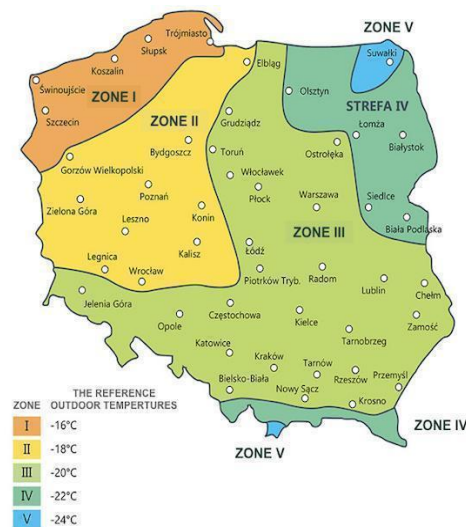 ZONE V
Trójmiasto
Słupsk
Koszalin
Suwałki
Elbląg
Świnoujście
ZONE I
Olsztyn
STREFA IV
Szczecin
ZONE II
Grudziądz
Łomża
Białystok
Bydgoszcz
Toruń
Ostrołęka
Gorzów Wielkopolski
Włocławek
Poznań
Płock
Warszawa
Siedlce
Zielona Góra
Konin
Biała Podlaska
Leszno
ZONE III
Kalisz
Łódź
Legnica
Wrocław
Piotrków Tryb.
Radom
Lublin
Chełm
Jelenia Góra
Częstochowa
Opole
Kielce
Zamość
Tarnobrzeg
Katowice
Kraków
Tarnów
Rzeszów
Przemyśl
Bielsko-Biała
Nowy Sącz
Krosno
ZONE IV
ZONE V
THE REFERENCE
ZONE OUTDOOR TEMPERTURES
I -16°C
II -18°C
III -20°C
IV -22°C
V -24°C